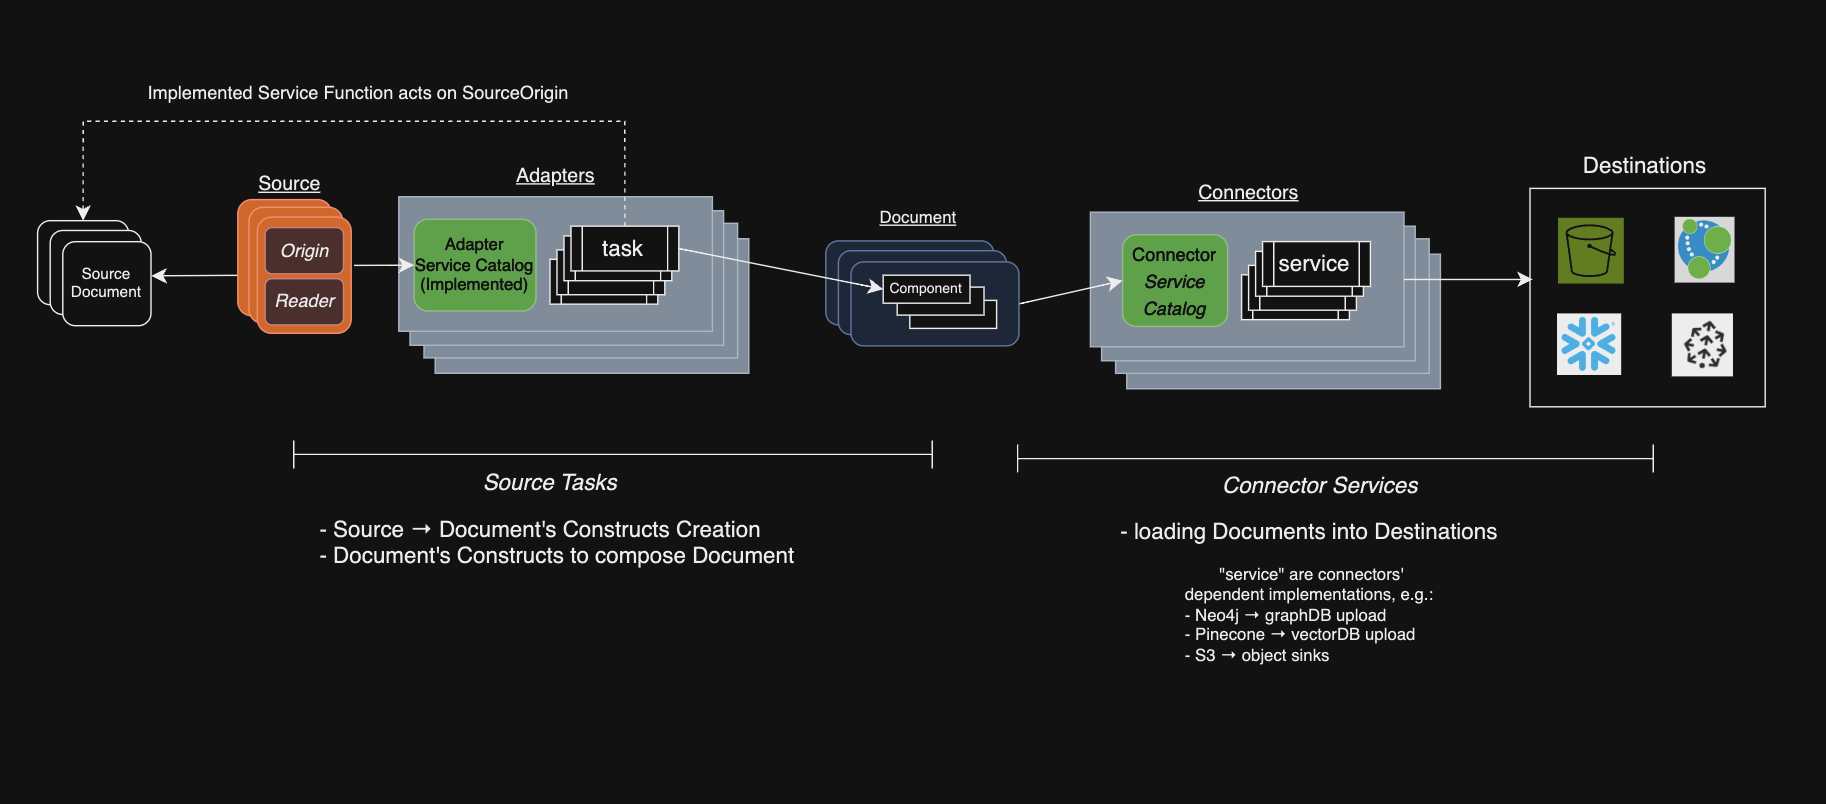 Implemented Service Function acts on SourceOrigin
Source
Document
Source
Origin
Reader
Adapters
Adapter
Service Catalog
(Implemented)
task
Document
Component
Connectors
Connector
Service
Catalog
service
Destinations
Source Tasks
- Source → Document's Constructs Creation
- Document's Constructs to compose Document
Connector Services
- loading Documents into Destinations
"service" are connectors'
dependent implementations, e.g.:
- Neo4j → graphDB upload
- Pinecone → vectorDB upload
- S3 → object sinks